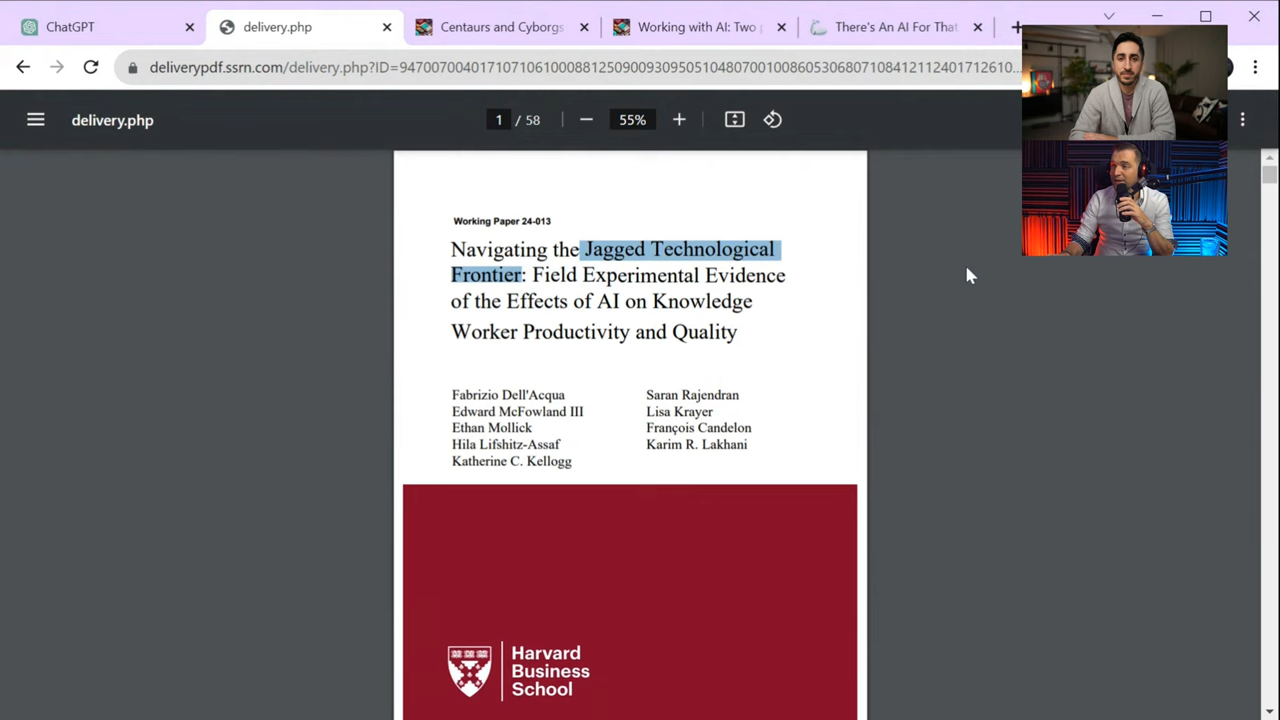 ChatGPT
delivery.php
Centaurs and Cyborgs
Working with AI: Two p
There's An AI For That
deliverypdf.ssrn.com/delivery.php?ID=
delivery.php
1 / 58
55%
Working Paper 24-013
Navigating the Jagged Technological
Frontier: Field Experimental Evidence
of the Effects of AI on Knowledge
Worker Productivity and Quality
Fabrizio Dell'Acqua
Edward McFowland III
Ethan Mollick
Hila Lifshitz-Assaf
Katherine C. Kellogg
Saran Rajendran
Lisa Krayer
François Candelon
Karim R. Lakhani
Harvard
Business
School